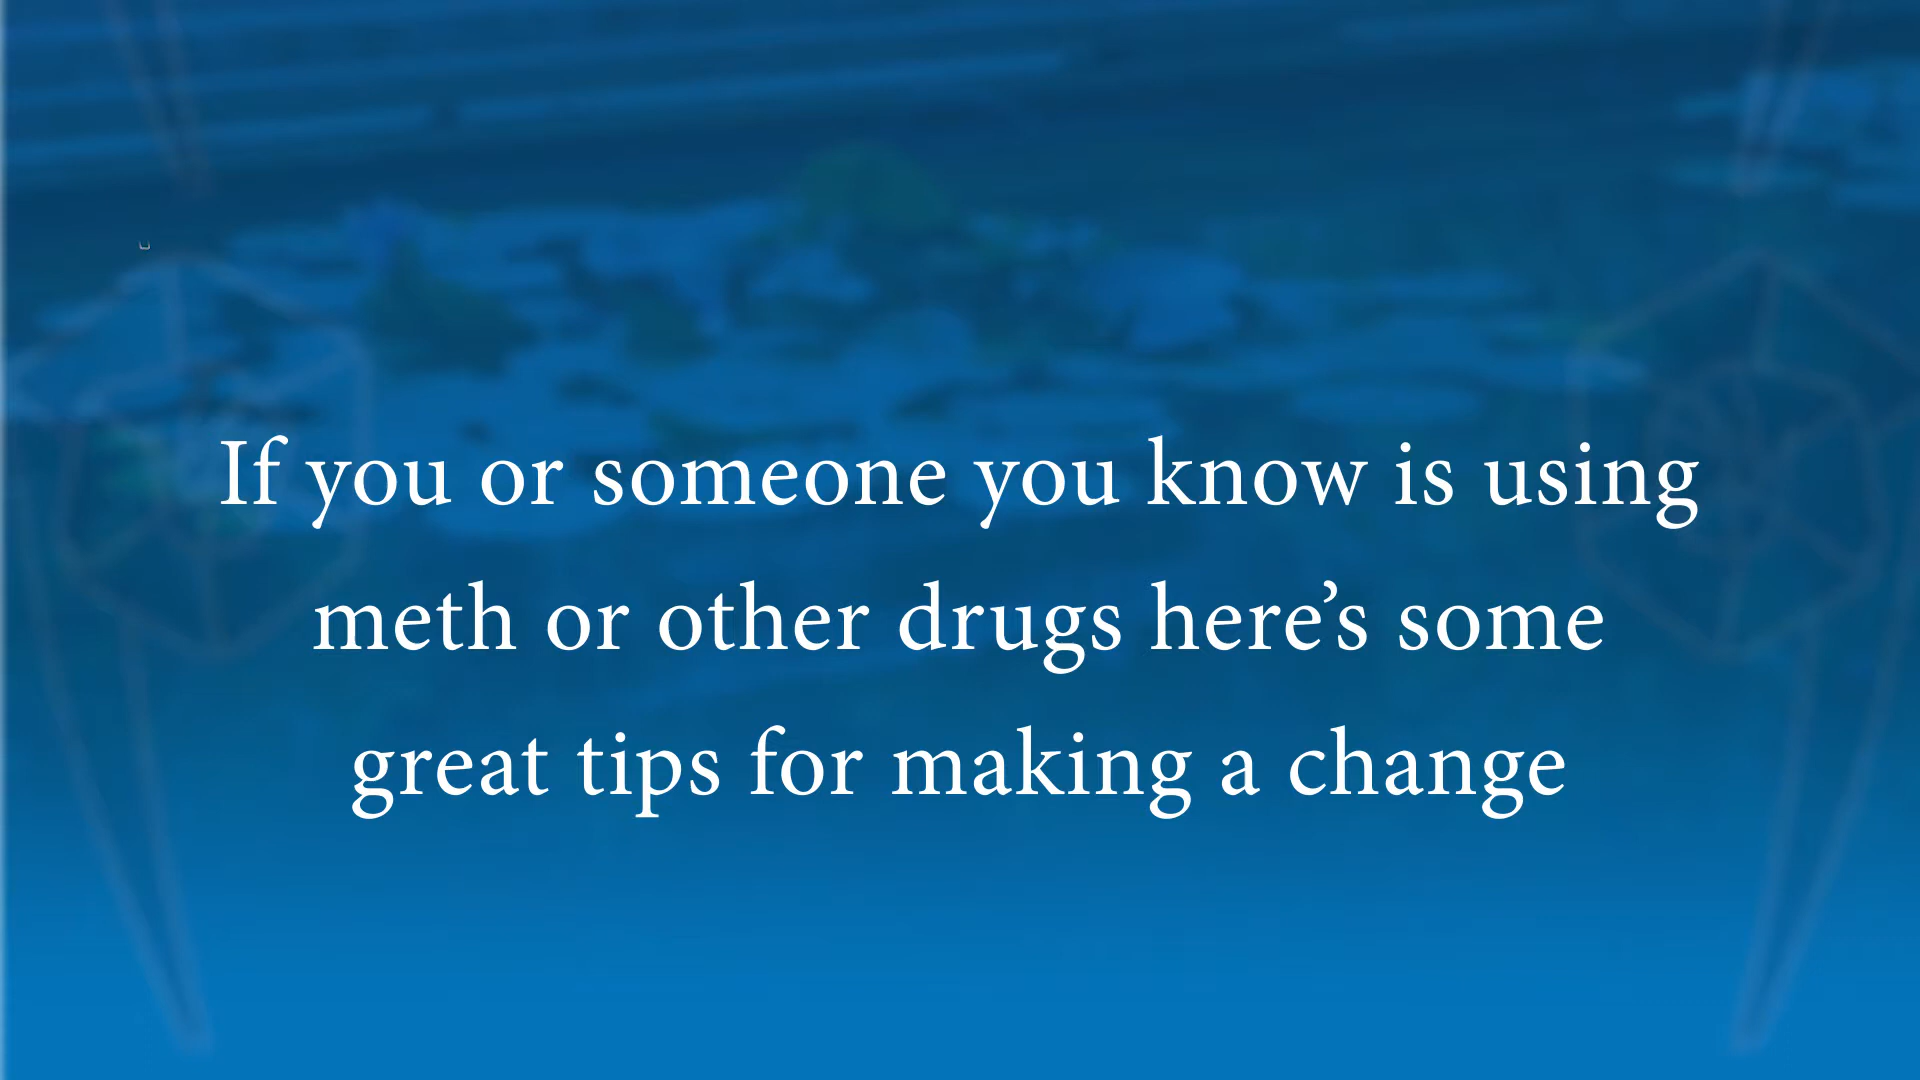 If you or someone you know is using
meth or other drugs here’s some
great tips for making a change